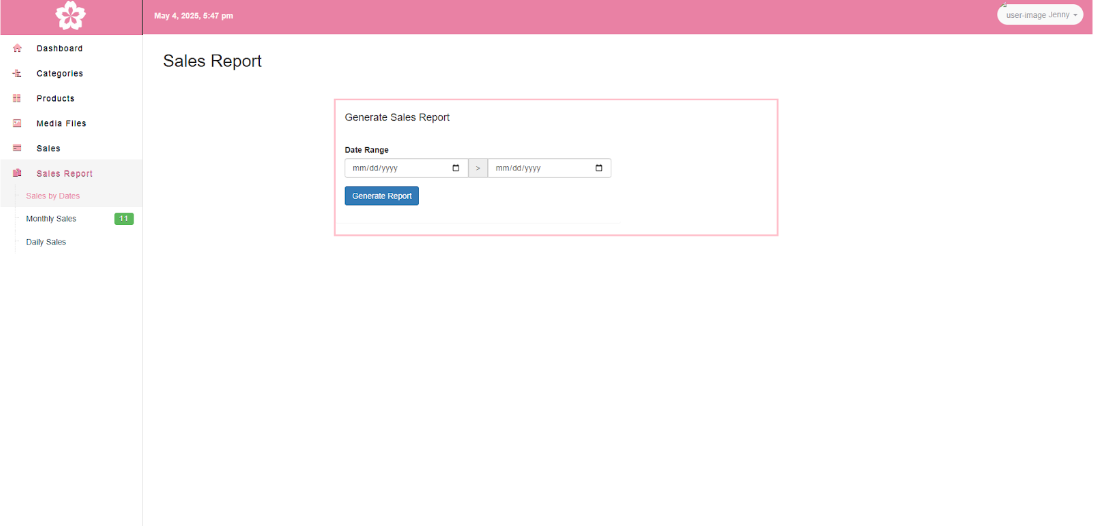 May 4, 2025, 5:47 pm
user-image Jenny
Dashboard
Categories
Products
Media Files
Sales
Sales Report
Sales by Dates
Monthly Sales 11
Daily Sales
Sales Report
Generate Sales Report
Date Range
mm/dd/yyyy > mm/dd/yyyy
Generate Report